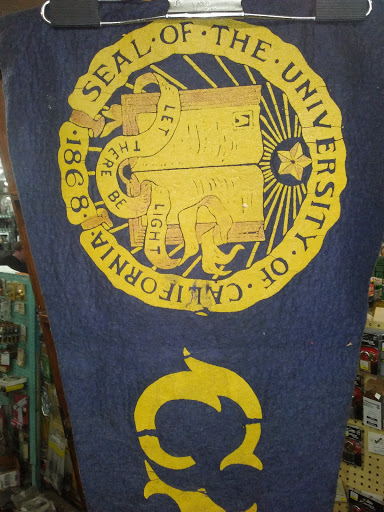 SEAL·OF·THE·UNIVERSITY·OF·CALIFORNIA
·1868·
LET
THERE BE
LIGHT
A
C